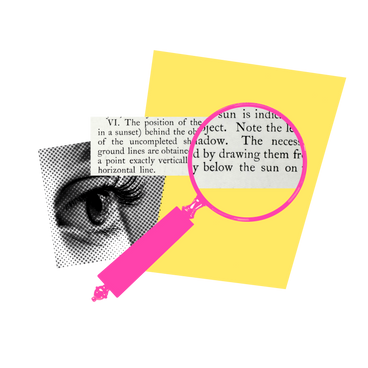 VI. The position of the sun is indic
in a sunset) behind the object. Note the le
of the uncompleted shadow. The necess
ground lines are obtained by drawing them fr
a point exactly vertically below the sun on
horizontal line.